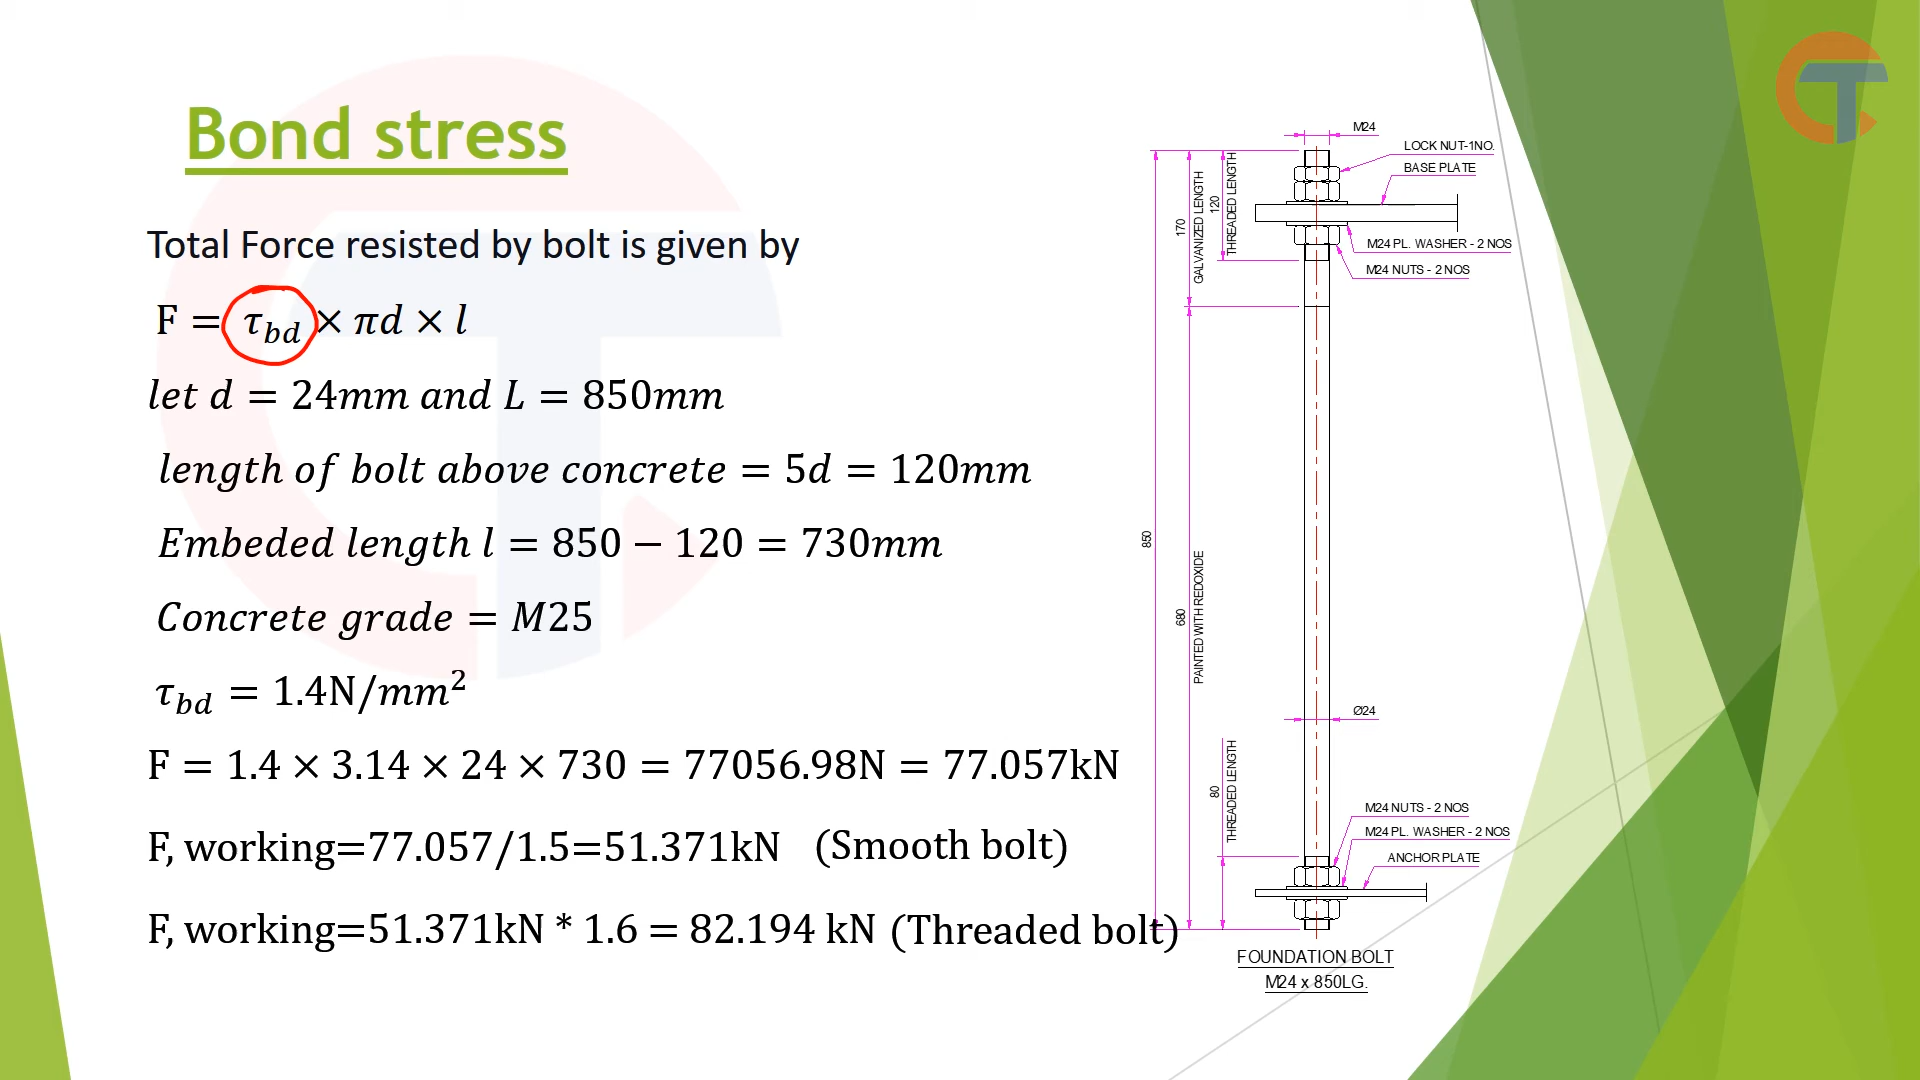 Bond stress
Total Force resisted by bolt is given by
F = τ_bd × πd × l
let d = 24mm and L = 850mm
length of bolt above concrete = 5d = 120mm
Embeded length l = 850 − 120 = 730mm
Concrete grade = M25
τ_bd = 1.4N/mm²
F = 1.4 × 3.14 × 24 × 730 = 77056.98N = 77.057kN
F, working=77.057/1.5=51.371kN (Smooth bolt)
F, working=51.371kN * 1.6 = 82.194 kN (Threaded bolt)
M24
LOCK NUT-1NO.
BASE PLATE
170
GALVANIZED LENGTH
120
THREADED LENGTH
M24 PL. WASHER - 2 NOS
M24 NUTS - 2 NOS
850
680
PAINTED WITH REDOXIDE
Ø24
80
THREADED LENGTH
M24 NUTS - 2 NOS
M24 PL. WASHER - 2 NOS
ANCHOR PLATE
FOUNDATION BOLT
M24 x 850LG.